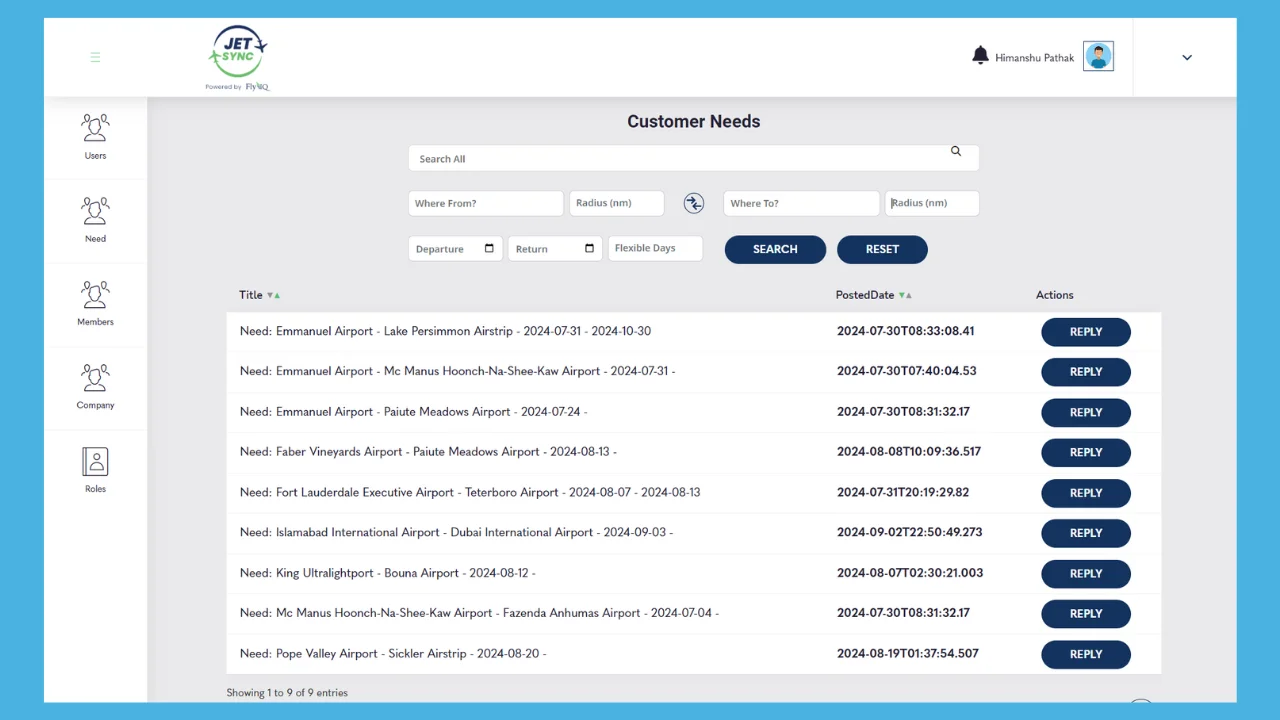 JET
SYNC
Powered by FlyIIQ
Himanshu Pathak
Users
Need
Members
Company
Roles
Customer Needs
Search All
Where From? Radius (nm) Where To? Radius (nm)
Departure Return Flexible Days SEARCH RESET
Title PostedDate Actions
Need: Emmanuel Airport - Lake Persimmon Airstrip - 2024-07-31 - 2024-10-30 2024-07-30T08:33:08.41 REPLY
Need: Emmanuel Airport - Mc Manus Hoonch-Na-Shee-Kaw Airport - 2024-07-31 - 2024-07-30T07:40:04.53 REPLY
Need: Emmanuel Airport - Paiute Meadows Airport - 2024-07-24 - 2024-07-30T08:31:32.17 REPLY
Need: Faber Vineyards Airport - Paiute Meadows Airport - 2024-08-13 - 2024-08-08T10:09:36.517 REPLY
Need: Fort Lauderdale Executive Airport - Teterboro Airport - 2024-08-07 - 2024-08-13 2024-07-31T20:19:29.82 REPLY
Need: Islamabad International Airport - Dubai International Airport - 2024-09-03 - 2024-09-02T22:50:49.273 REPLY
Need: King Ultralightport - Bouna Airport - 2024-08-12 - 2024-08-07T02:30:21.003 REPLY
Need: Mc Manus Hoonch-Na-Shee-Kaw Airport - Fazenda Anhumas Airport - 2024-07-04 - 2024-07-30T08:31:32.17 REPLY
Need: Pope Valley Airport - Sickler Airstrip - 2024-08-20 - 2024-08-19T01:37:54.507 REPLY
Showing 1 to 9 of 9 entries